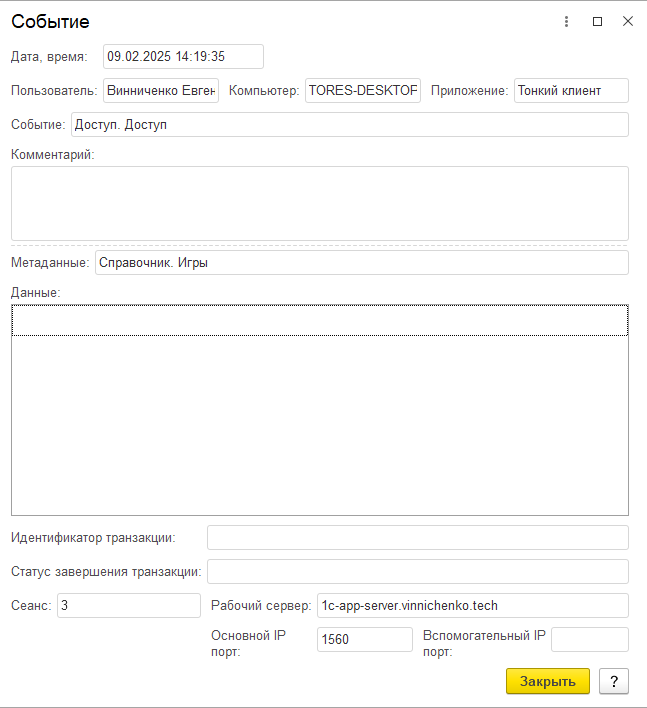 Событие
Дата, время: 09.02.2025 14:19:35
Пользователь: Винниченко Евген Компьютер: TORES-DESKTOP Приложение: Тонкий клиент
Событие: Доступ. Доступ
Комментарий:
Метаданные: Справочник. Игры
Данные:
Идентификатор транзакции:
Статус завершения транзакции:
Сеанс: 3 Рабочий сервер: 1c-app-server.vinnichenko.tech
Основной IP порт: 1560 Вспомогательный IP порт:
Закрыть ?